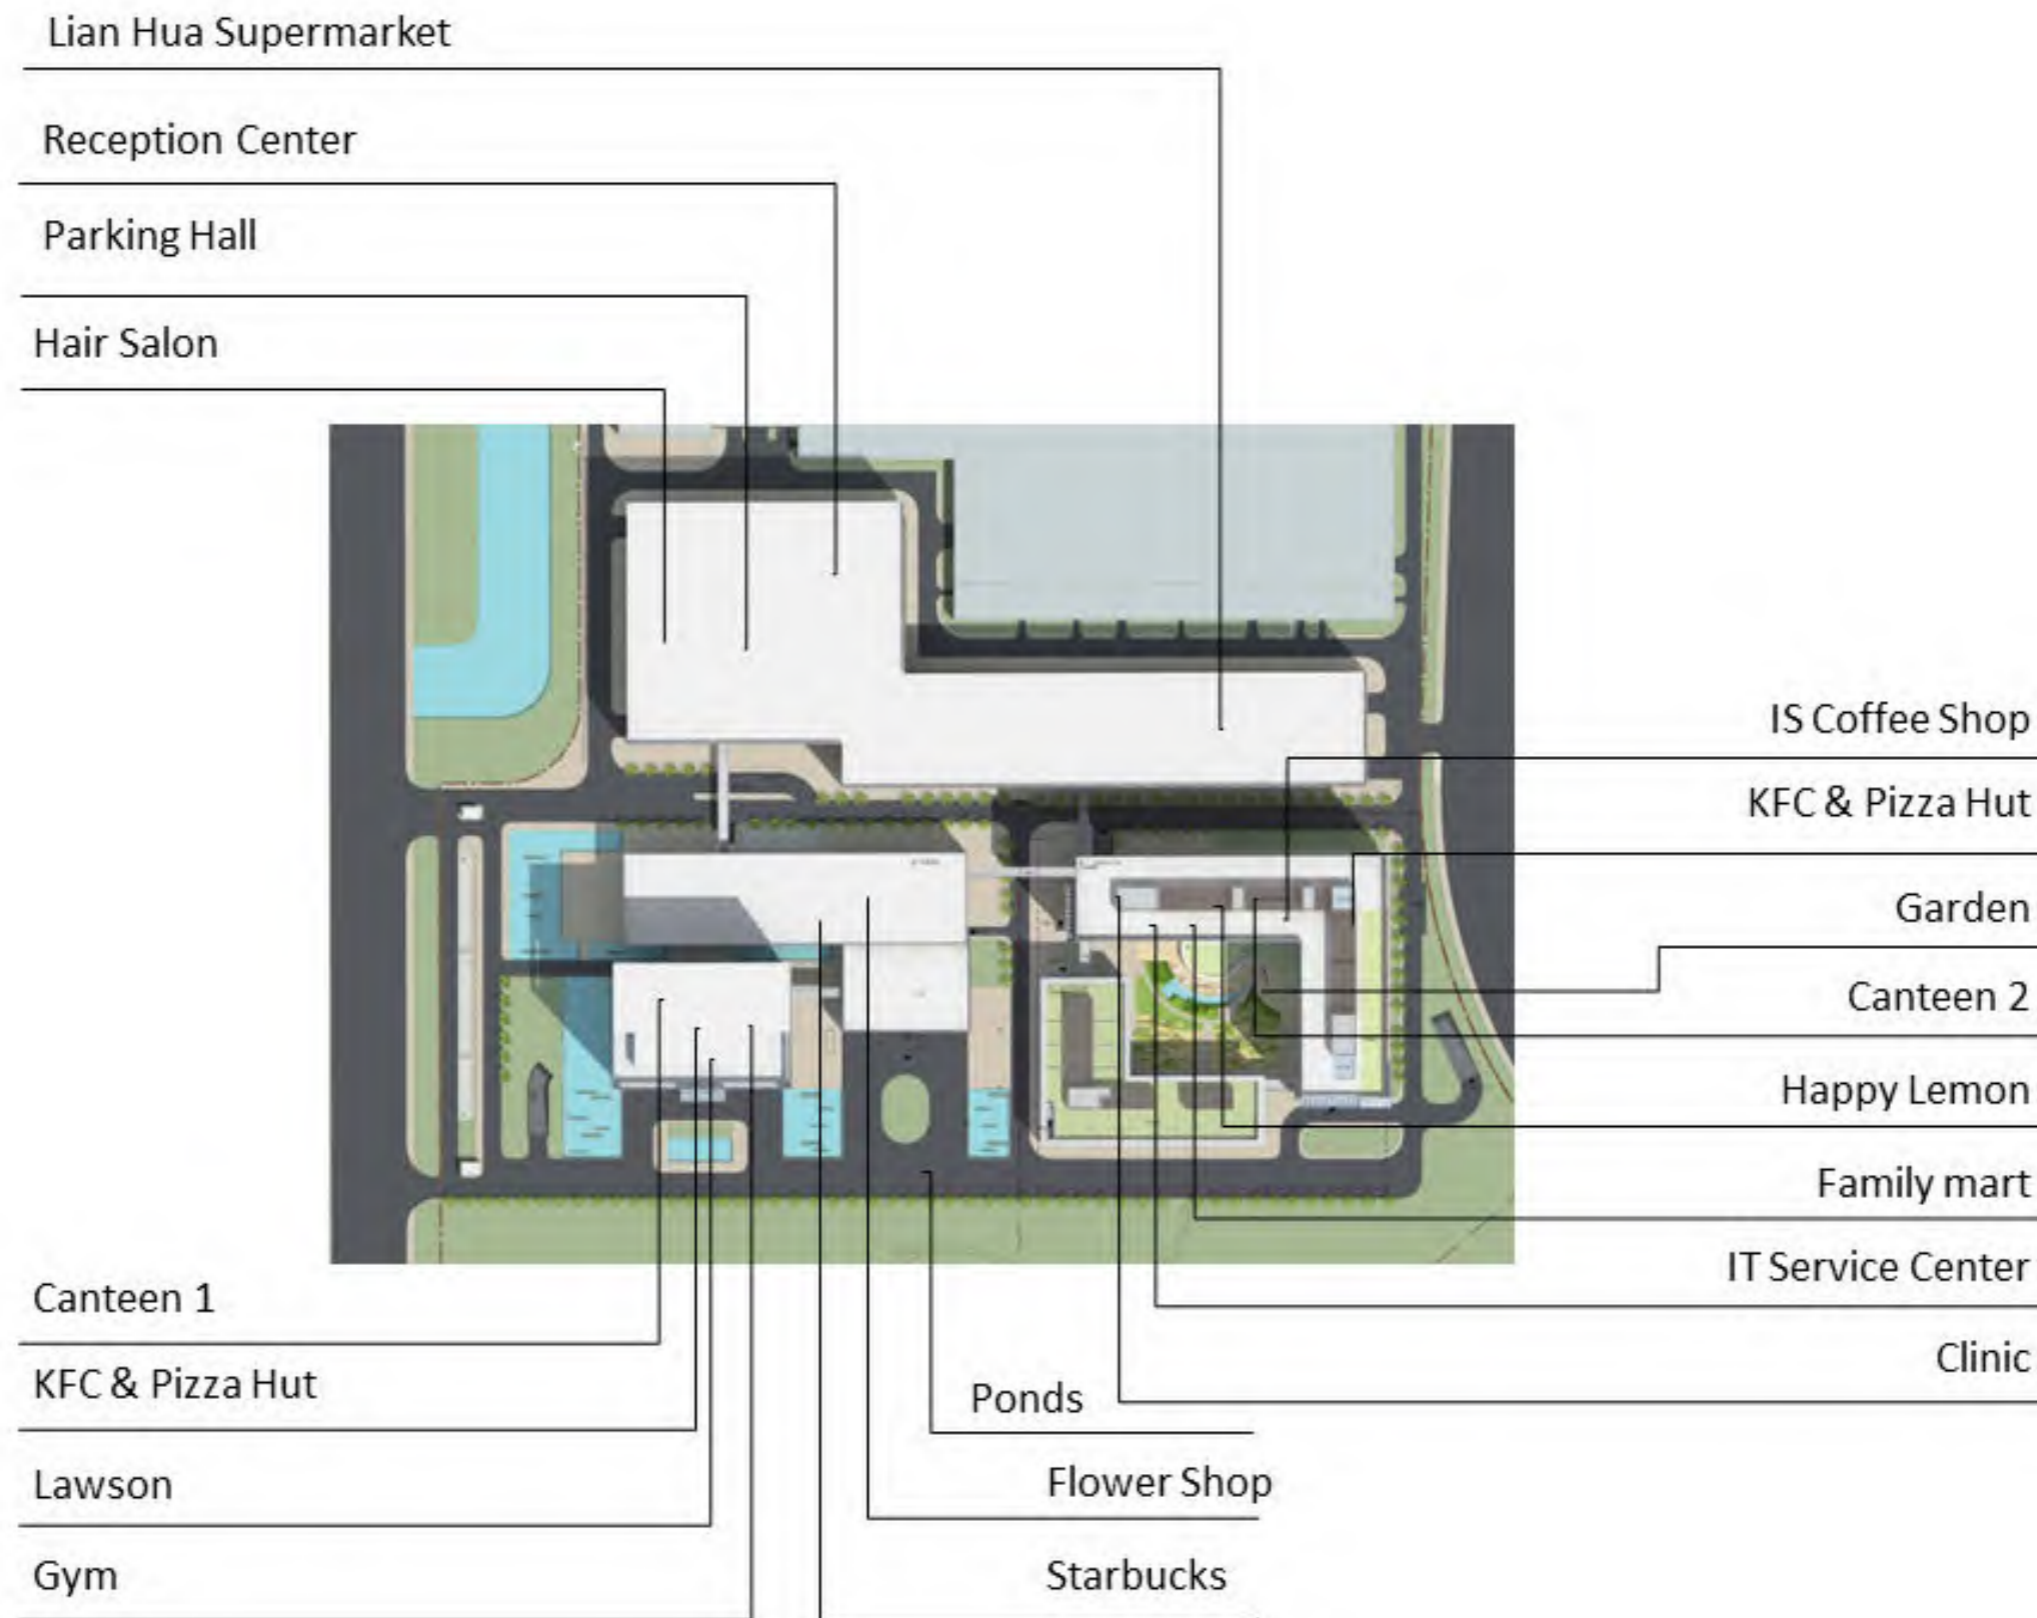 Lian Hua Supermarket
Reception Center
Parking Hall
Hair Salon
IS Coffee Shop
KFC & Pizza Hut
Garden
Canteen 2
Happy Lemon
Family mart
IT Service Center
Clinic
Canteen 1
KFC & Pizza Hut
Lawson
Gym
Ponds
Flower Shop
Starbucks